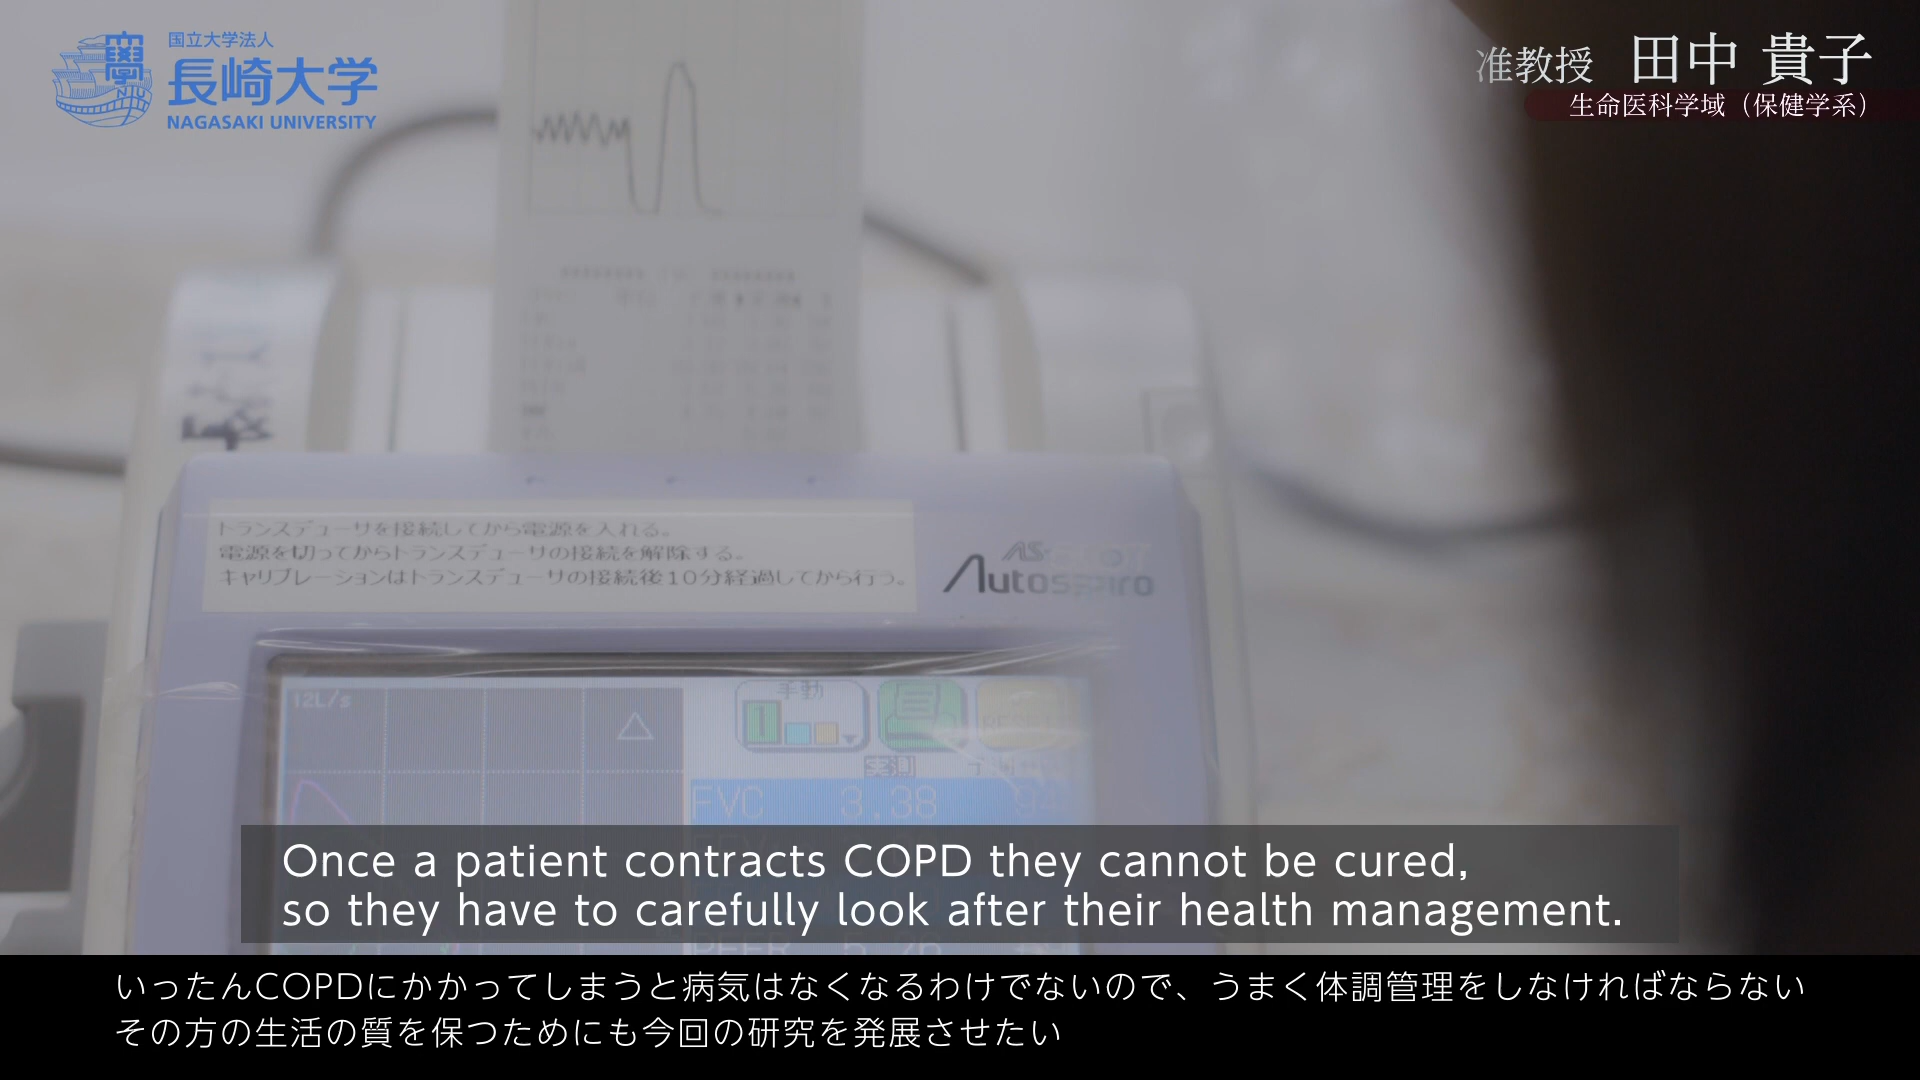 国立大学法人
長崎大学
NAGASAKI UNIVERSITY
准教授 田中 貴子
生命医科学域（保健学系）
トランスデューサを接続してから電源を入れる。
電源を切ってからトランスデューサの接続を解除する。
キャリブレーションはトランスデューサの接続後10分経過してから行う。
Autospiro
12L/s
手動
RESET
実測
FVC 3.38 94
PEFR 5.76
Once a patient contracts COPD they cannot be cured,
so they have to carefully look after their health management.
いったんCOPDにかかってしまうと病気はなくなるわけでないので、うまく体調管理をしなければならない
その方の生活の質を保つためにも今回の研究を発展させたい